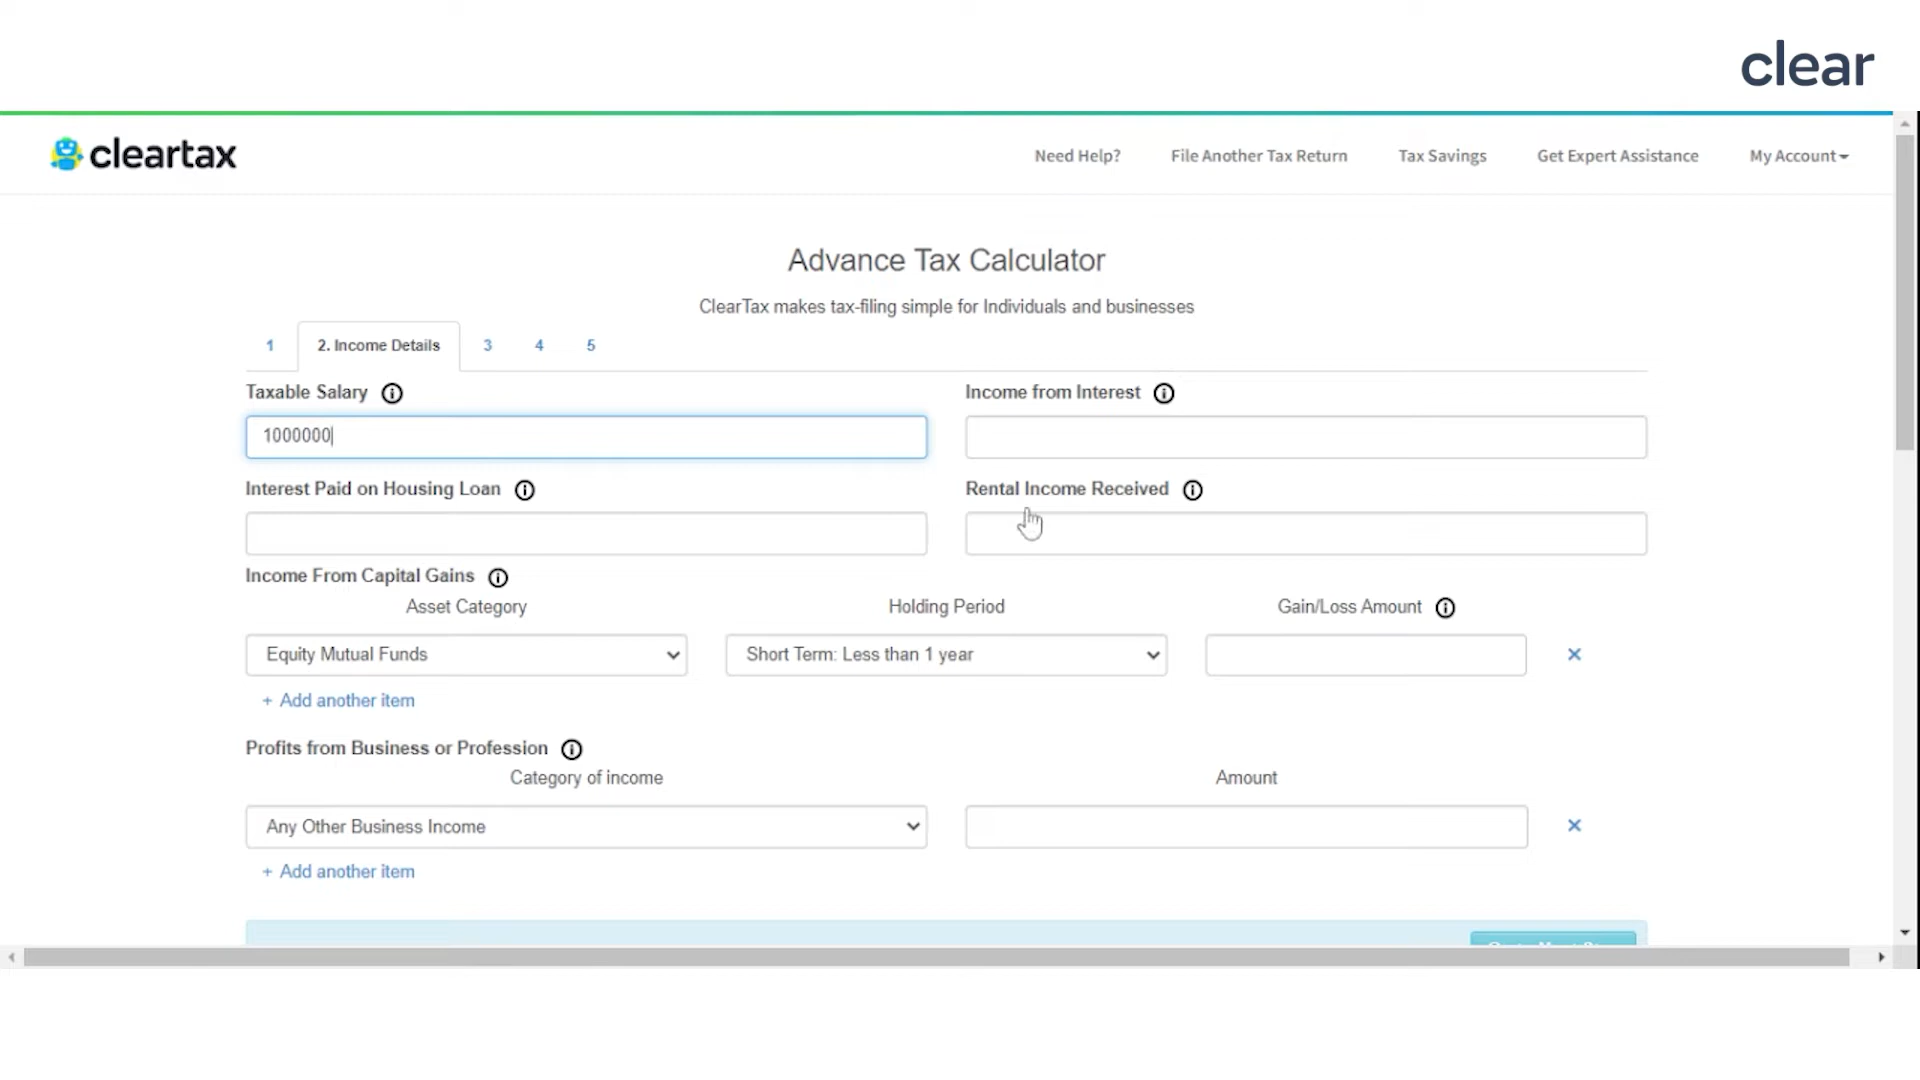 clear
cleartax
Need Help? File Another Tax Return Tax Savings Get Expert Assistance My Account
Advance Tax Calculator
ClearTax makes tax-filing simple for Individuals and businesses
1 2. Income Details 3 4 5
Taxable Salary Income from Interest
1000000
Interest Paid on Housing Loan Rental Income Received
Income From Capital Gains
Asset Category Holding Period Gain/Loss Amount
Equity Mutual Funds Short Term: Less than 1 year
+ Add another item
Profits from Business or Profession
Category of income Amount
Any Other Business Income
+ Add another item